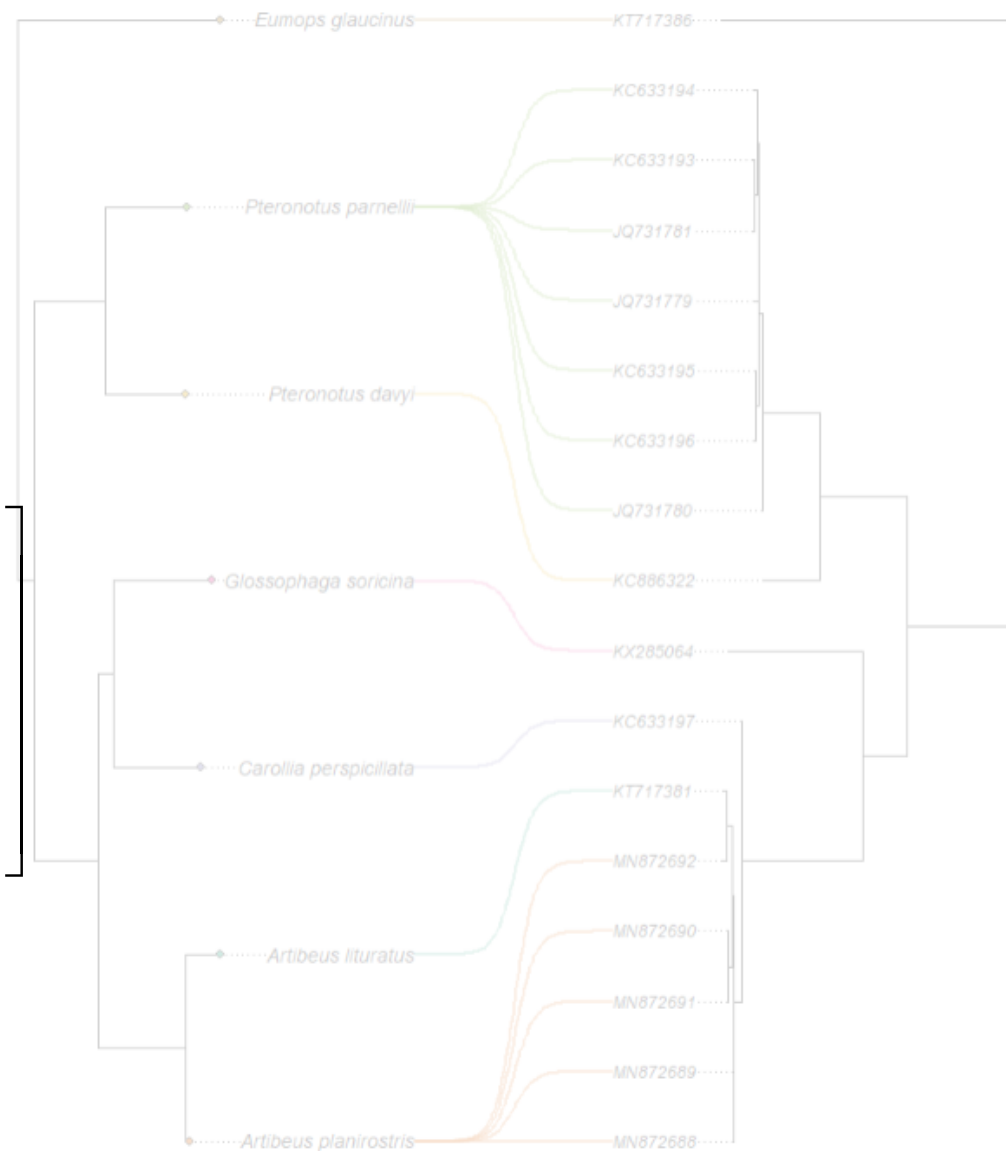 Eumops glaucinus KT717386
KC633194
KC633193
Pteronotus parnellii
JQ731781
JQ731779
KC633195
Pteronotus davyi
KC633196
JQ731780
Glossophaga soricina KC886322
KX285064
KC633197
Carollia perspicillata
KT717381
MN872692
MN872690
Artibeus lituratus
MN872691
MN872689
Artibeus planirostris MN872688